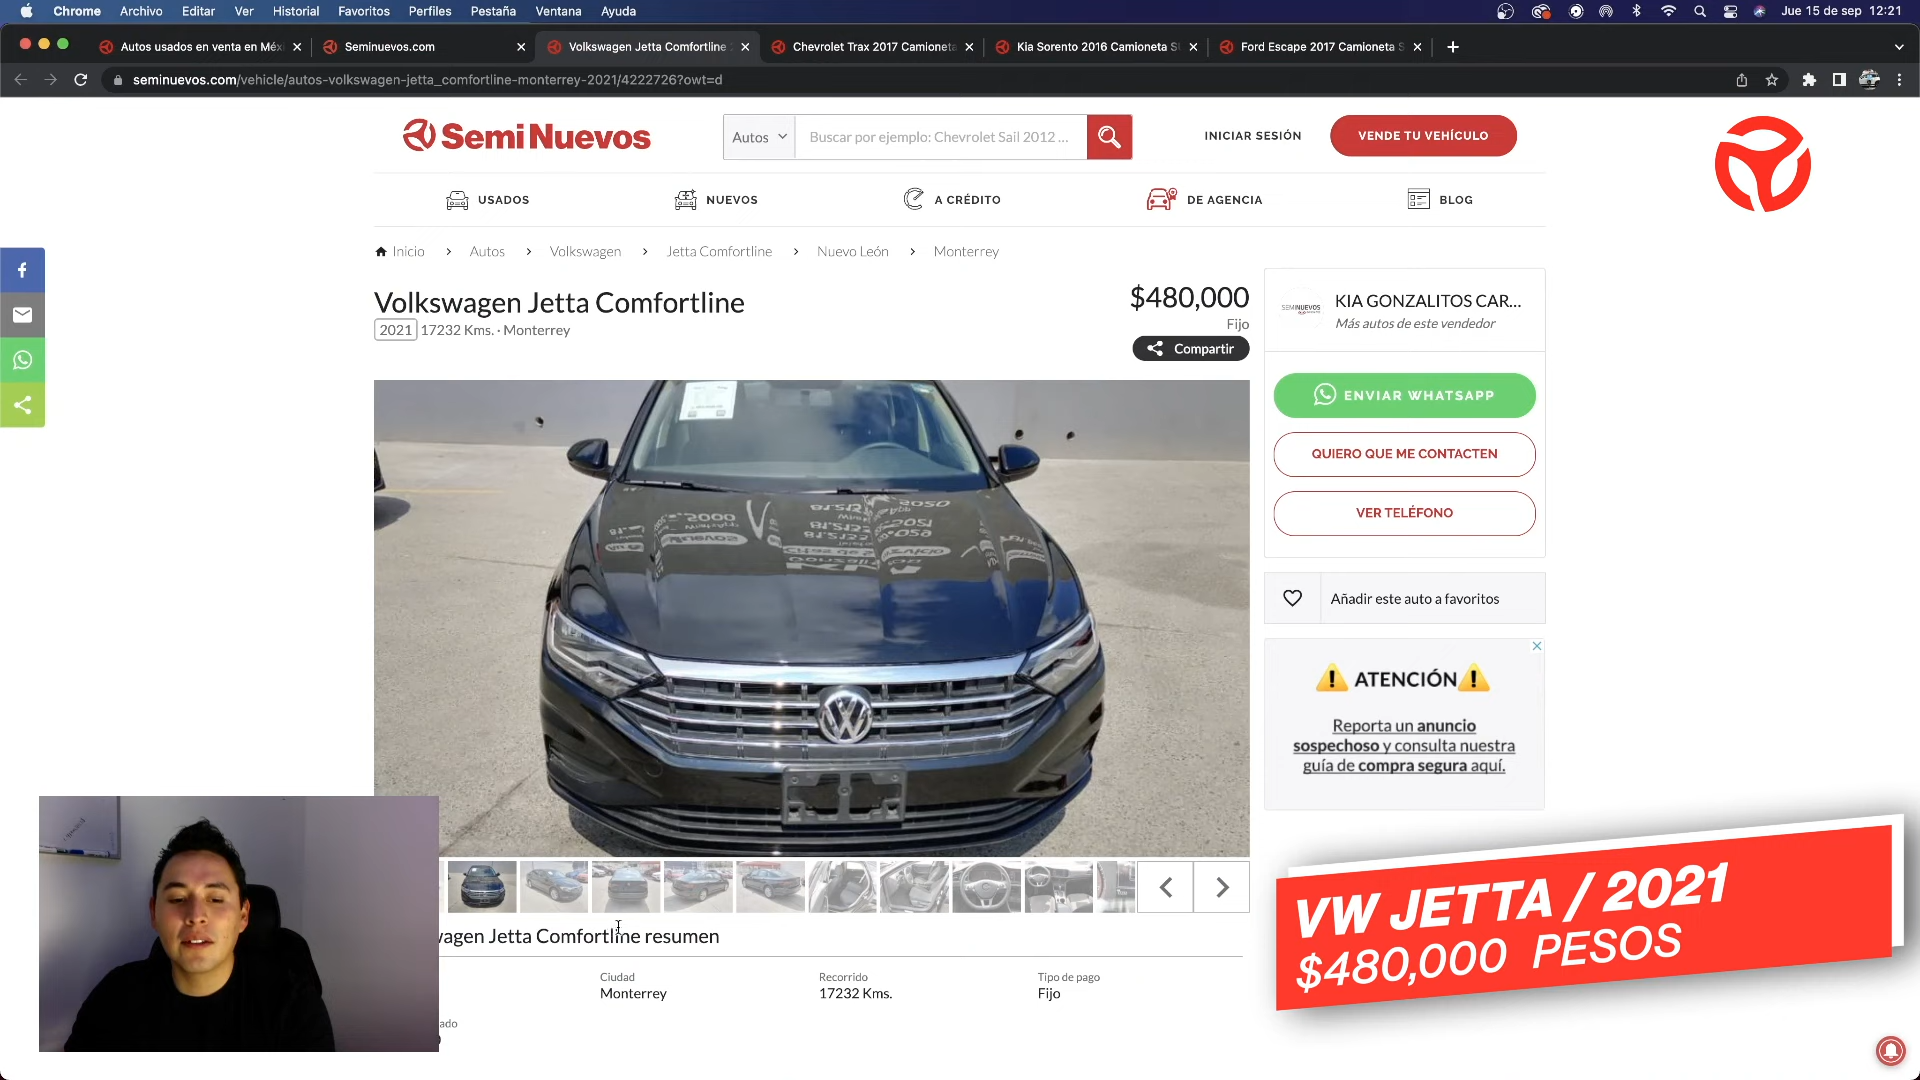 Chrome Archivo Editar Ver Historial Favoritos Perfiles Pestaña Ventana Ayuda
Jue 15 de sep 12:21
Autos usados en venta en Méxi
Seminuevos.com
Volkswagen Jetta Comfortline 2
Chevrolet Trax 2017 Camioneta
Kia Sorento 2016 Camioneta SU
Ford Escape 2017 Camioneta S
seminuevos.com/vehicle/autos-volkswagen-jetta_comfortline-monterrey-2021/4222726?owt=d
SemiNuevos
Autos
Buscar por ejemplo: Chevrolet Sail 2012 ...
INICIAR SESIÓN
VENDE TU VEHÍCULO
USADOS
NUEVOS
A CRÉDITO
DE AGENCIA
BLOG
Inicio > Autos > Volkswagen > Jetta Comfortline > Nuevo León > Monterrey
Volkswagen Jetta Comfortline
2021 17232 Kms. · Monterrey
$480,000
Fijo
Compartir
SEMINUEVOS
KIA GONZALITOS CAR...
Más autos de este vendedor
ENVIAR WHATSAPP
QUIERO QUE ME CONTACTEN
VER TELÉFONO
Añadir este auto a favoritos
ATENCIÓN
Reporta un anuncio
sospechoso y consulta nuestra
guía de compra segura aquí.
wagen Jetta Comfortline resumen
Ciudad
Monterrey
Recorrido
17232 Kms.
Tipo de pago
Fijo
ado
VW JETTA / 2021
$480,000 PESOS